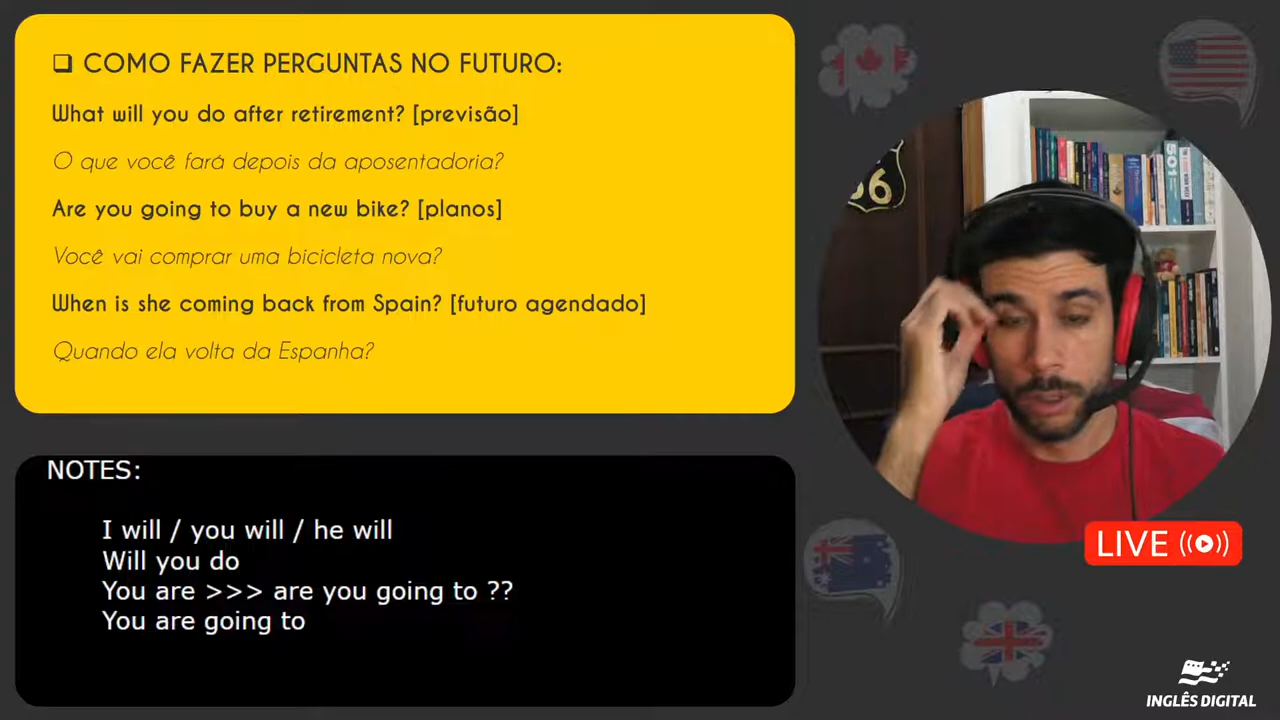 ❑ COMO FAZER PERGUNTAS NO FUTURO:
What will you do after retirement? [previsão]
O que você fará depois da aposentadoria?
Are you going to buy a new bike? [planos]
Você vai comprar uma bicicleta nova?
When is she coming back from Spain? [futuro agendado]
Quando ela volta da Espanha?
NOTES:
I will / you will / he will
Will you do
You are >>> are you going to ??
You are going to
66
501
LIVE
INGLÊS DIGITAL